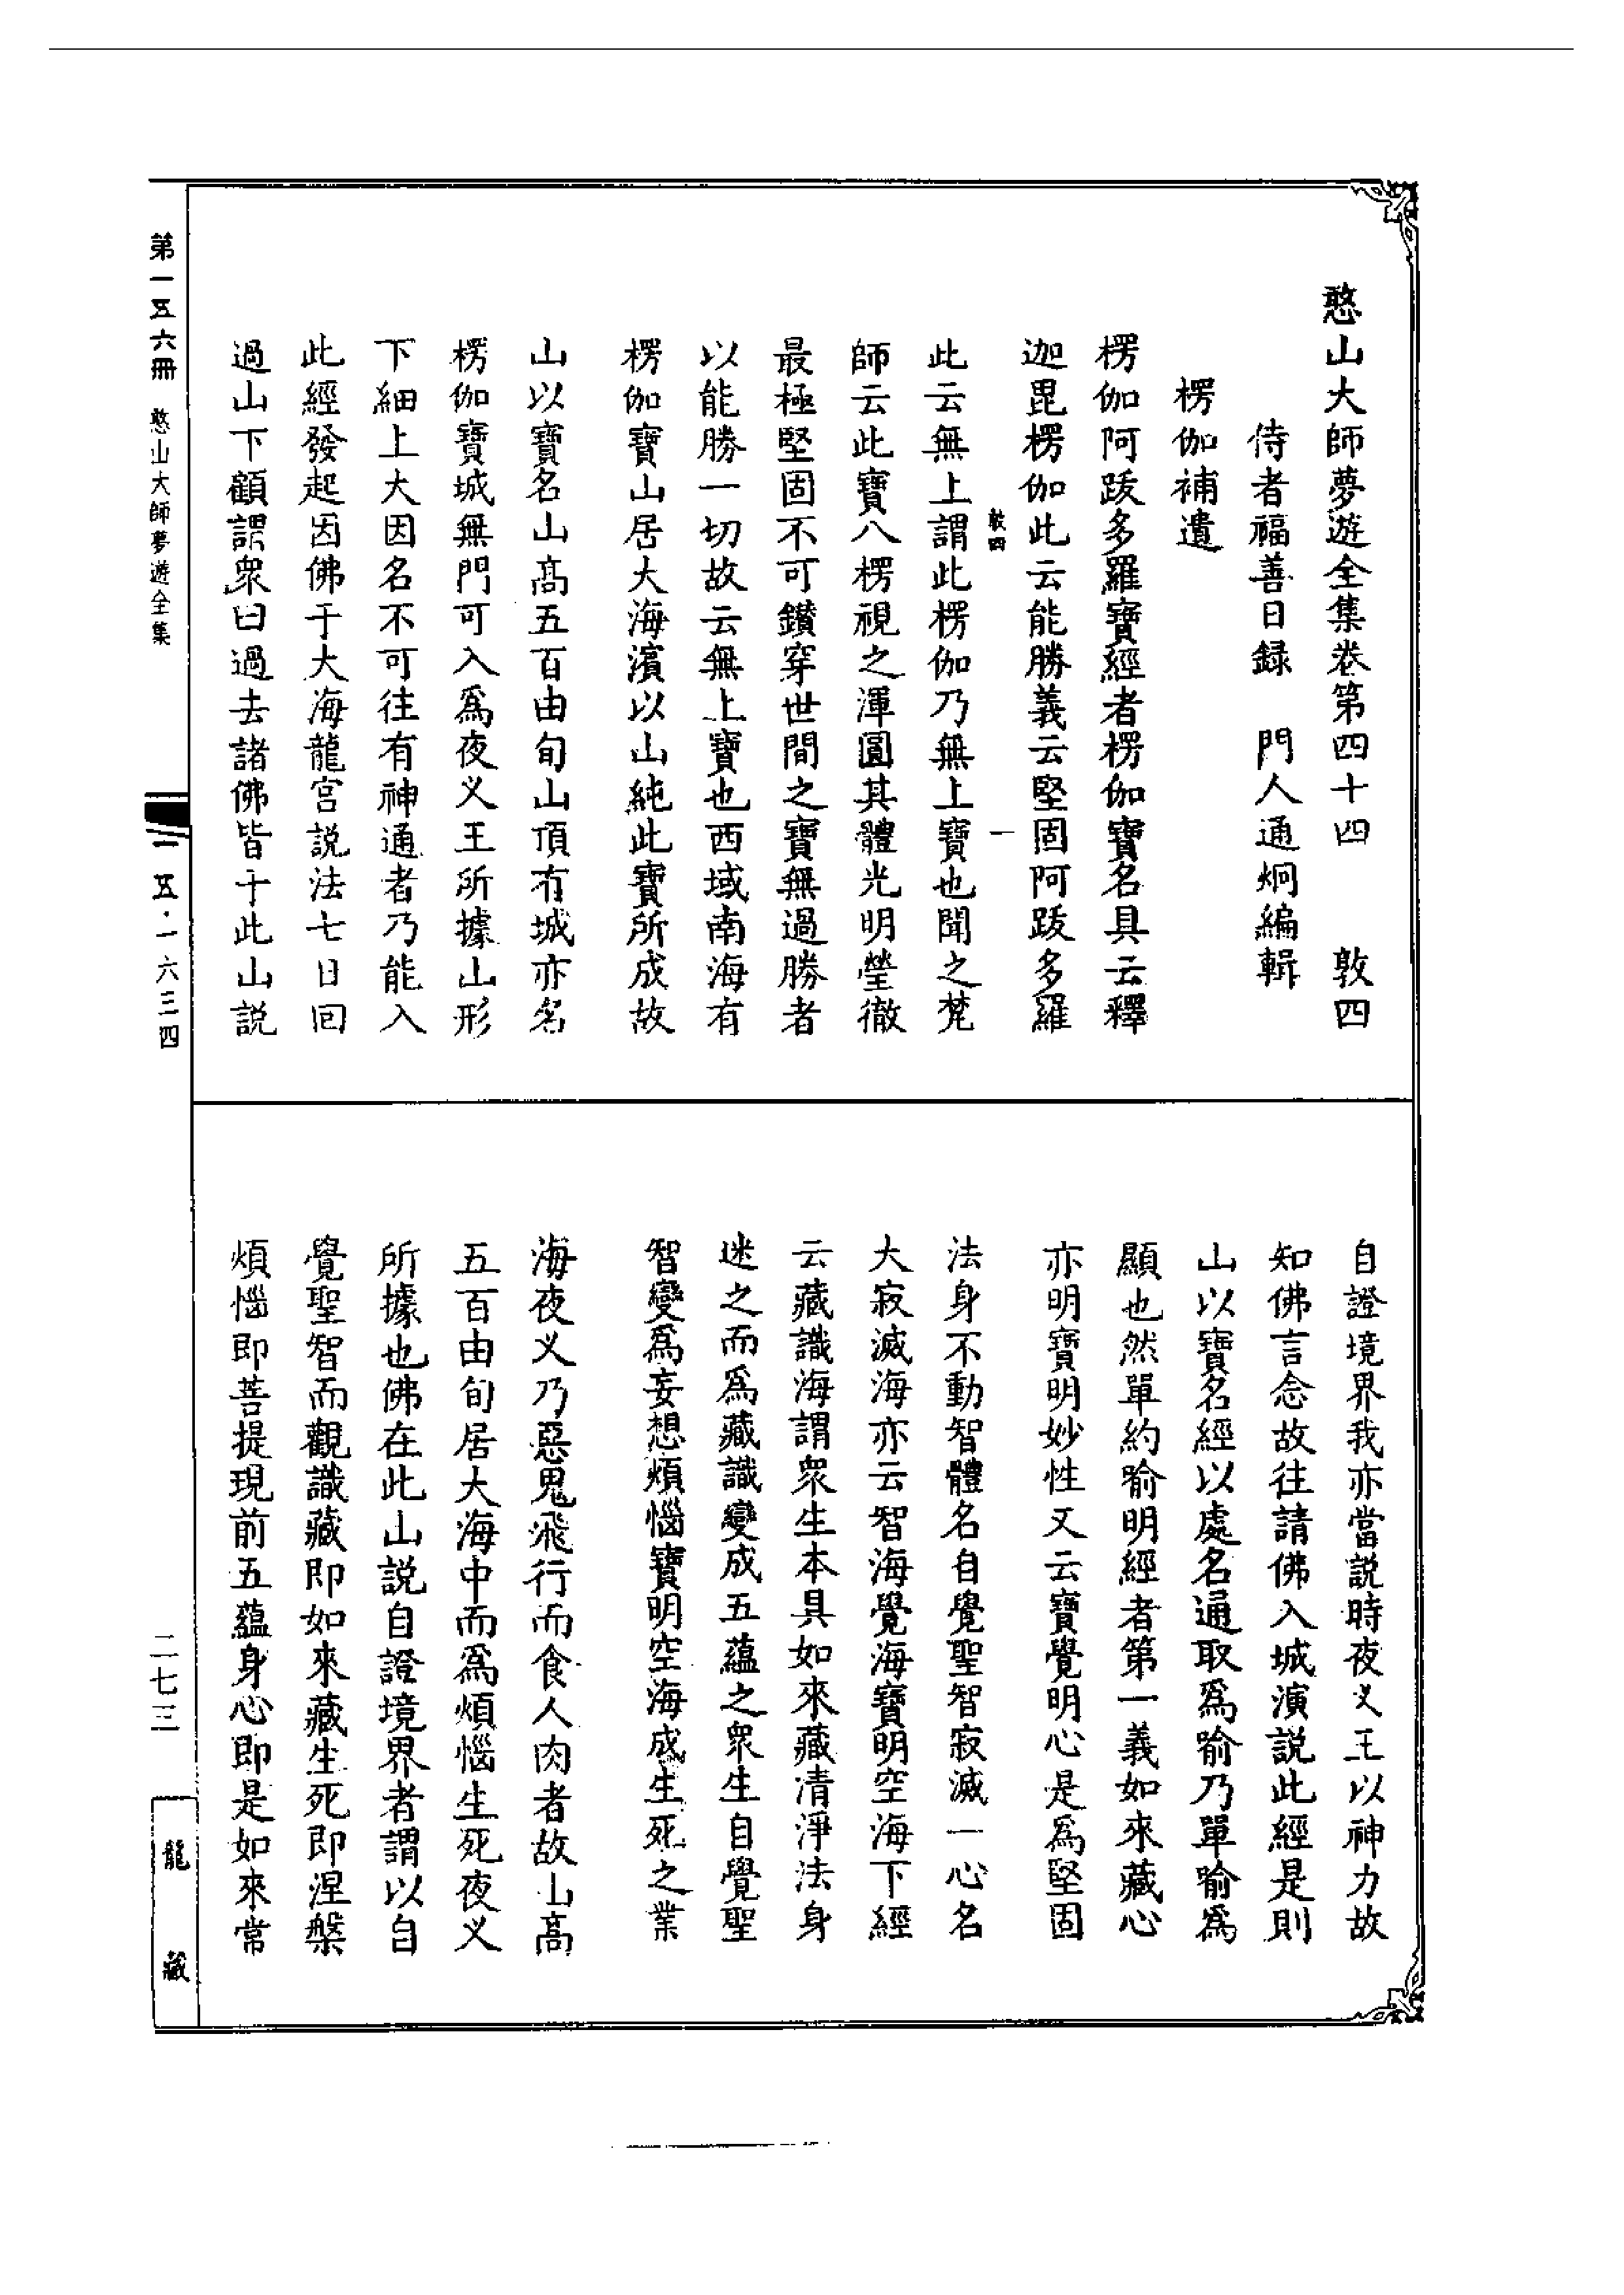 憨山大師夢遊全集卷第四十四　敦四
侍者福善日録　門人通炯編輯
楞伽補遺
楞伽阿跋多羅寶經者楞伽寶名具云釋
迦毘楞伽此云能勝義云堅固阿跋多羅
敦四　一
此云無上謂此楞伽乃無上寶也聞之梵
師云此寶八楞視之渾圓其體光明瑩徹
最極堅固不可鑚穿世間之寶無過勝者
以能勝一切故云無上寶也西域南海有
楞伽寶山居大海濱以山純此寶所成故
山以寶名山高五百由旬山頂有城亦名
楞伽寶城無門可入爲夜义王所據山形
下細上大因名不可往有神通者乃能入
此經發起因佛于大海龍宮説法七日回
過山下顧謂衆曰過去諸佛皆于此山説
自證境界我亦當説時夜义王以神力故
知佛言念故往請佛入城演説此經是則
山以寶名經以處名通取爲喻乃單喻爲
顯也然單約喻明經者第一義如來藏心
亦明寶明妙性又云寶覺明心是爲堅固
法身不動智體名自覺聖智寂滅一心名
大寂滅海亦云智海覺海寶明空海下經
云藏識海謂衆生本具如來藏清淨法身
迷之而爲藏識變成五蘊之衆生自覺聖
智變爲妄想煩惱寶明空海成生死之業
海夜义乃惡鬼飛行而食人肉者故山高
五百由旬居大海中而爲煩惱生死夜义
所據也佛在此山説自證境界者謂以自
覺聖智而觀識藏即如來藏生死即涅槃
煩惱即菩提現前五蘊身心即是如來常
第一五六冊　憨山大師夢遊全集
一五·一六三四
二七三
龍藏